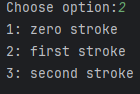 Choose option:2
1: zero stroke
2: first stroke
3: second stroke